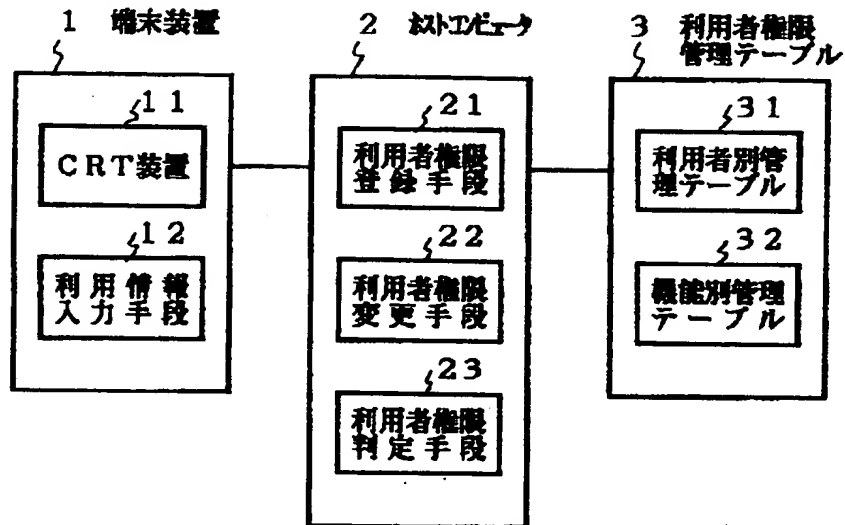 1 端末装置
11
CRT装置
12
利用情報
入力手段
2 ホストコンピュータ
21
利用者権限
登録手段
22
利用者権限
変更手段
23
利用者権限
判定手段
3 利用者権限
管理テーブル
31
利用者別管
理テーブル
32
機能別管理
テーブル